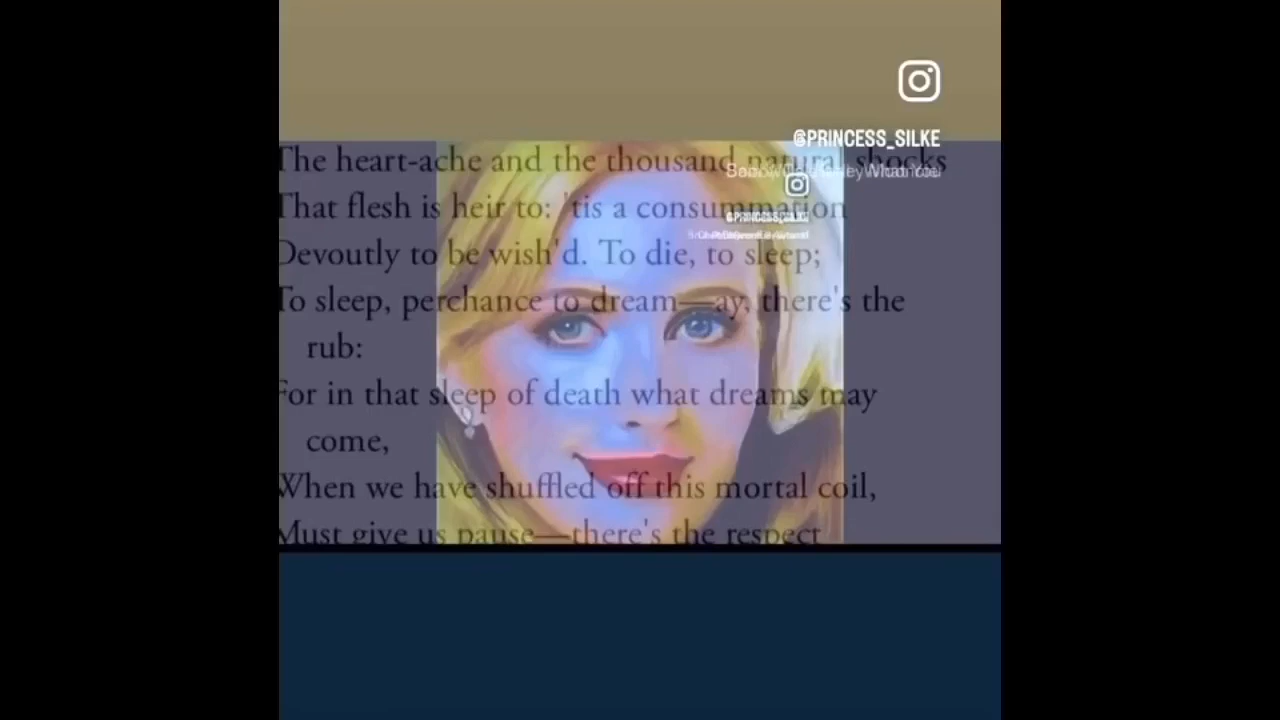 @PRINCESS_SILKE
The heart-ache and the thousand natural shocks
That flesh is heir to: 'tis a consummation
Devoutly to be wish'd. To die, to sleep;
To sleep, perchance to dream—ay, there's the
rub:
For in that sleep of death what dreams may
come,
When we have shuffled off this mortal coil,
Must give us pause—there's the respect